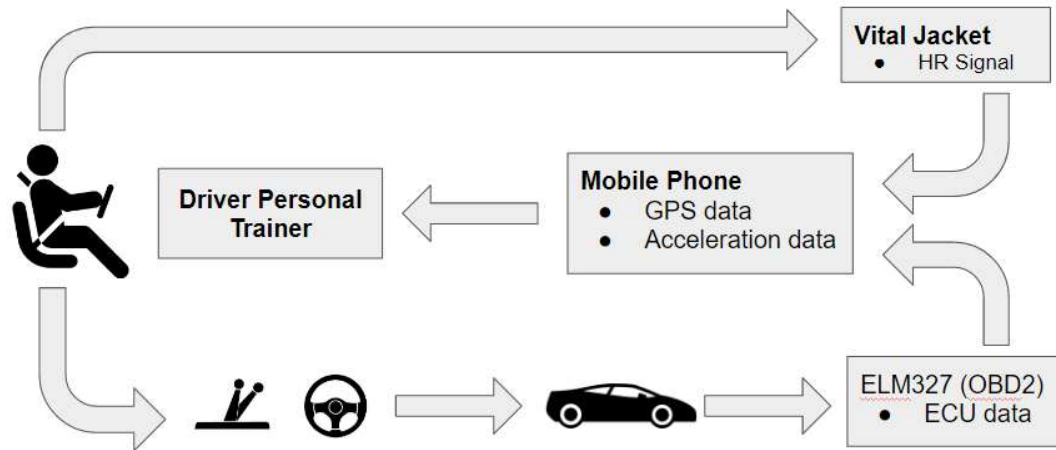 Vital Jacket
● HR Signal
Driver Personal
Trainer
Mobile Phone
● GPS data
● Acceleration data
ELM327 (OBD2)
● ECU data